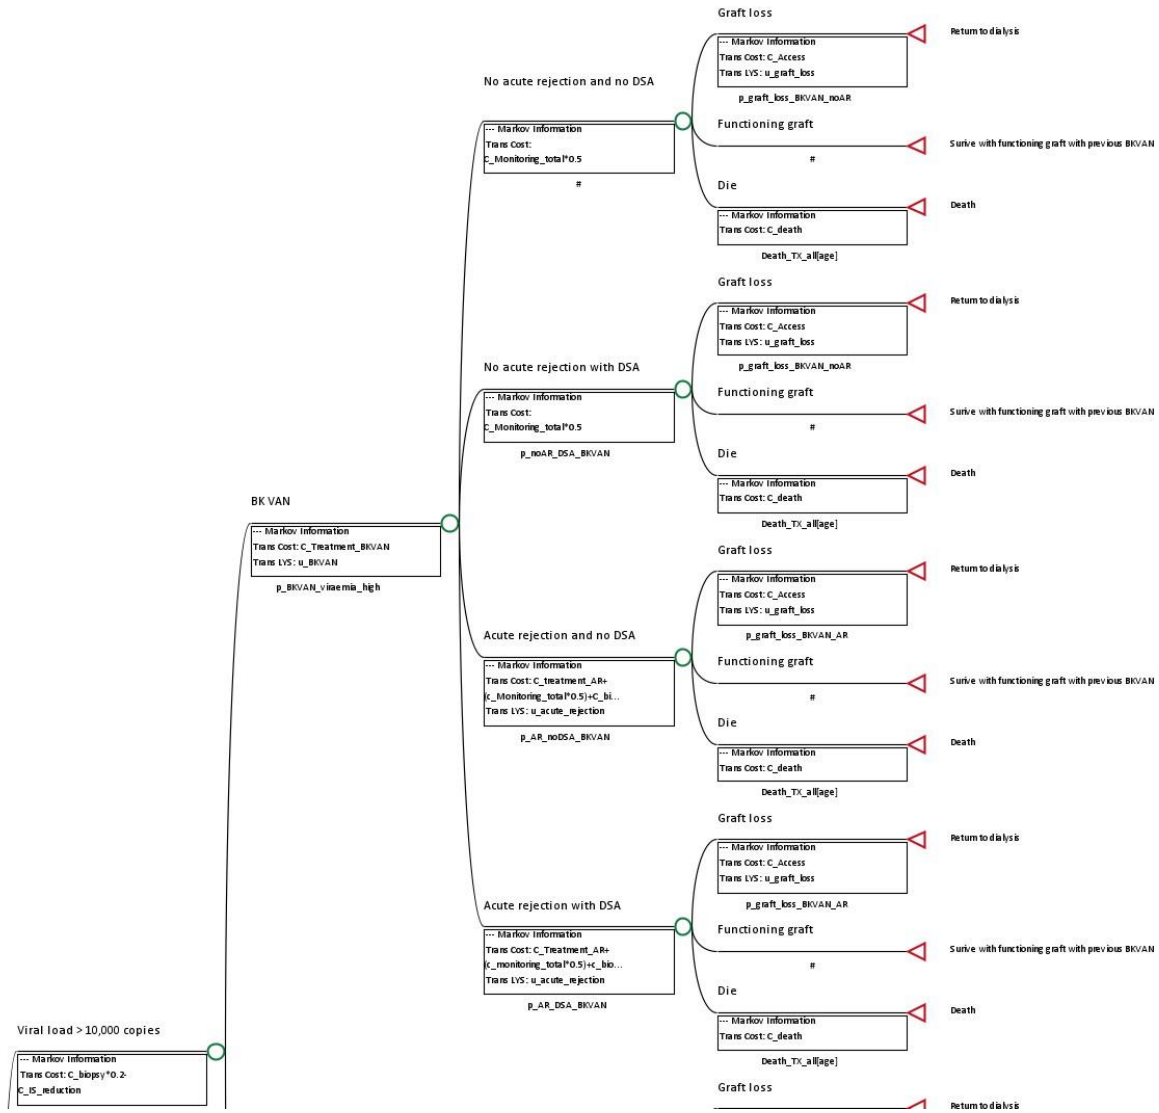 Graft loss
--- Markov Information
Trans Cost: C_Access
Trans LYS: u_graft_loss
p_graft_loss_BKVAN_noAR
Return to dialysis
No acute rejection and no DSA
--- Markov Information
Trans Cost:
C_Monitoring_total*0.5
#
Functioning graft
#
Surive with functioning graft with previous BKVAN
Die
--- Markov Information
Trans Cost: C_death
Death_TX_all[age]
Death
Graft loss
--- Markov Information
Trans Cost: C_Access
Trans LYS: u_graft_loss
p_graft_loss_BKVAN_noAR
Return to dialysis
No acute rejection with DSA
--- Markov Information
Trans Cost:
C_Monitoring_total*0.5
p_noAR_DSA_BKVAN
Functioning graft
#
Surive with functioning graft with previous BKVAN
Die
--- Markov Information
Trans Cost: C_death
Death_TX_all[age]
Death
BK VAN
--- Markov Information
Trans Cost: C_Treatment_BKVAN
Trans LYS: u_BKVAN
p_BKVAN_viraemia_high
Graft loss
--- Markov Information
Trans Cost: C_Access
Trans LYS: u_graft_loss
p_graft_loss_BKVAN_AR
Return to dialysis
Acute rejection and no DSA
--- Markov Information
Trans Cost: C_treatment_AR+
(c_Monitoring_total*0.5)+C_bi...
Trans LYS: u_acute_rejection
p_AR_noDSA_BKVAN
Functioning graft
#
Surive with functioning graft with previous BKVAN
Die
--- Markov Information
Trans Cost: C_death
Death_TX_all[age]
Death
Graft loss
--- Markov Information
Trans Cost: C_Access
Trans LYS: u_graft_loss
p_graft_loss_BKVAN_AR
Return to dialysis
Acute rejection with DSA
--- Markov Information
Trans Cost: C_Treatment_AR+
(c_monitoring_total*0.5)+c_bio...
Trans LYS: u_acute_rejection
p_AR_DSA_BKVAN
Functioning graft
#
Surive with functioning graft with previous BKVAN
Die
--- Markov Information
Trans Cost: C_death
Death_TX_all[age]
Death
Viral load > 10,000 copies
--- Markov Information
Trans Cost: C_biopsy*0.2-
C_IS_reduction
Graft loss
Return to dialysis